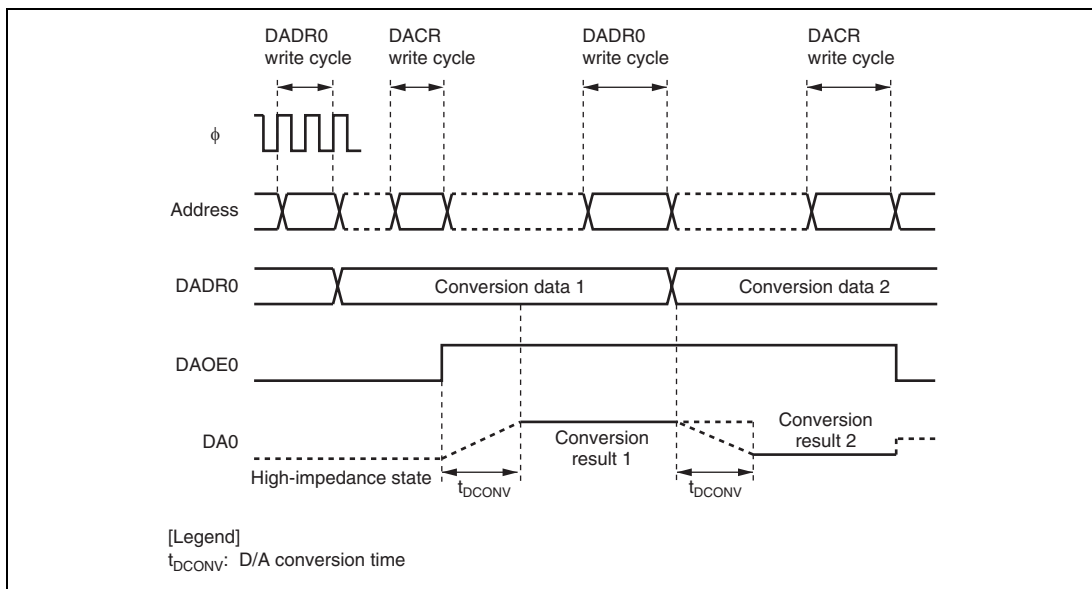 DADR0
write cycle
DACR
write cycle
DADR0
write cycle
DACR
write cycle
ϕ
Address
DADR0
Conversion data 1
Conversion data 2
DAOE0
DA0
Conversion
result 1
Conversion
result 2
High-impedance state
tDCONV
tDCONV
[Legend]
tDCONV: D/A conversion time